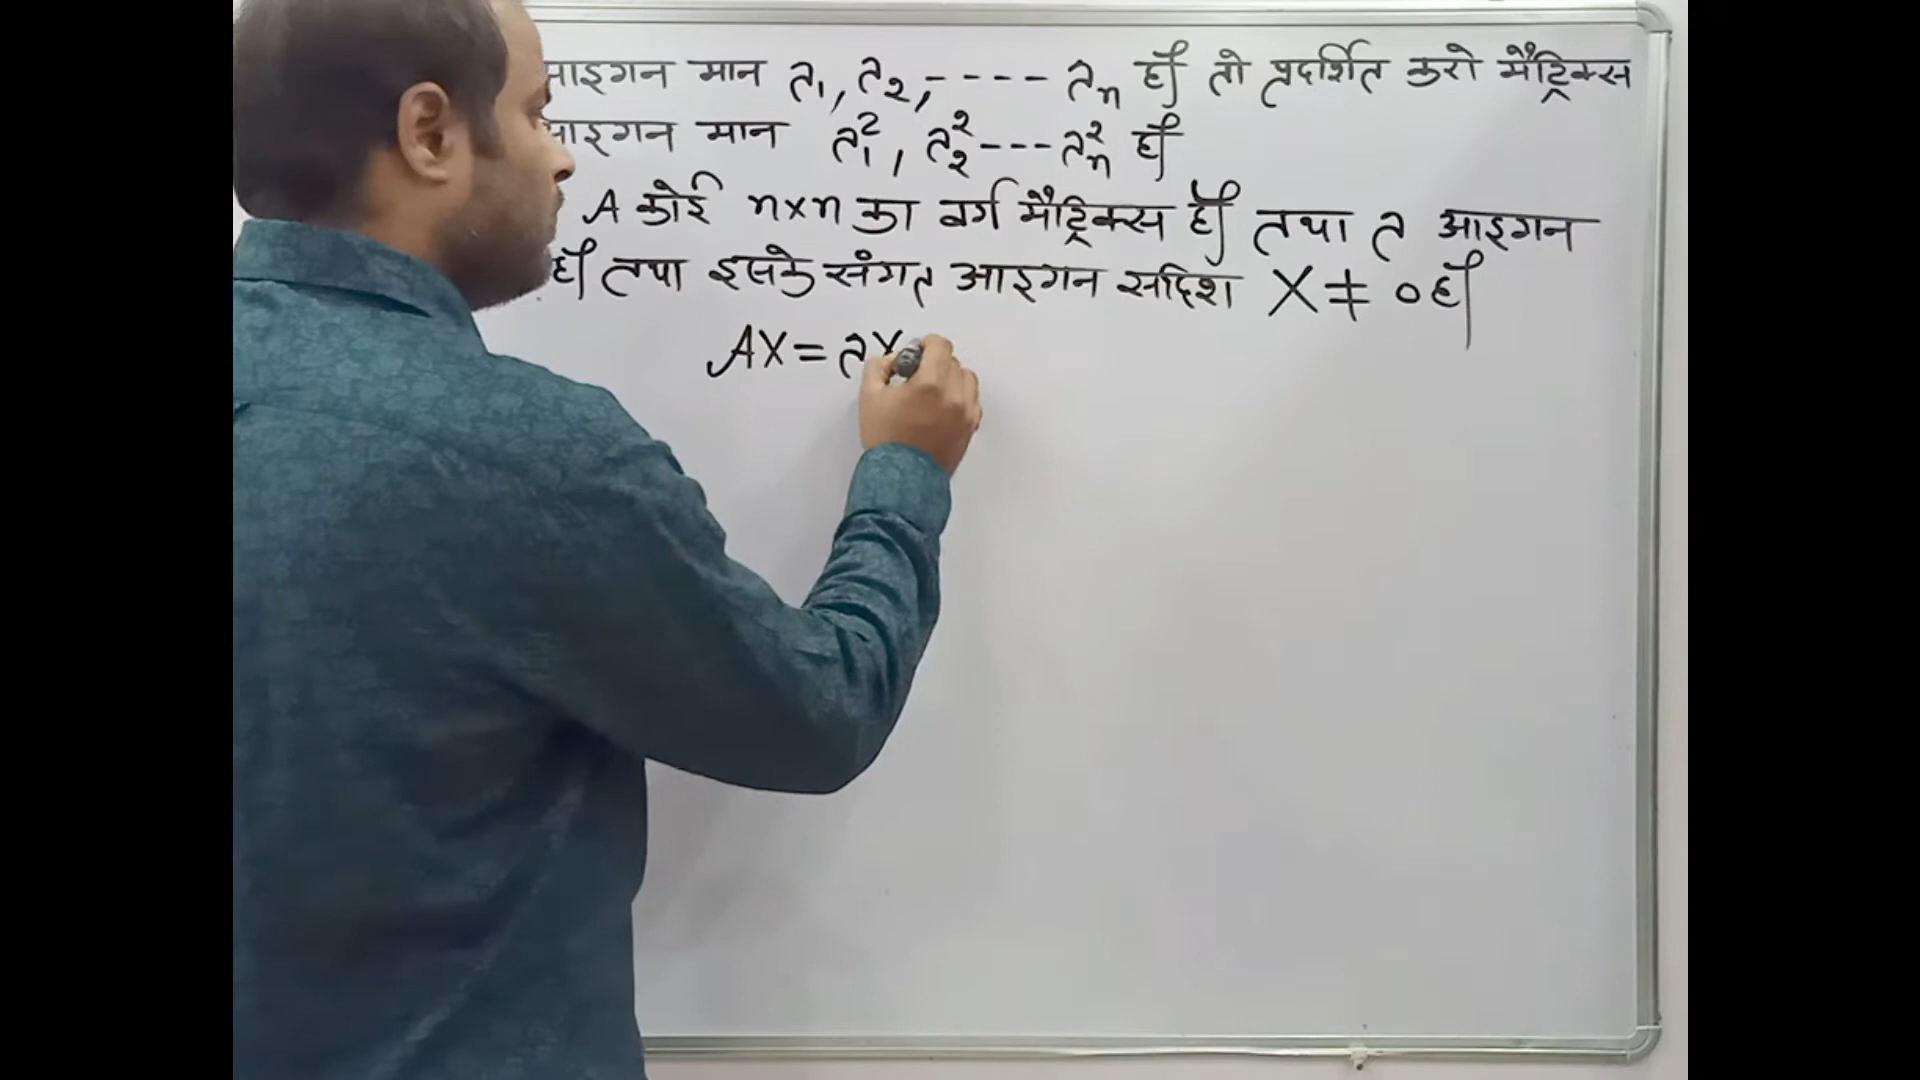 आइगन मान λ₁, λ₂, ---- λₙ हैं तो प्रदर्शित करो मैट्रिक्स
आइगन मान λ₁², λ₂² --- λₙ² हैं
A कोई n×n का वर्ग मैट्रिक्स है तथा λ आइगन
है तथा इसके संगत आइगन सदिश X ≠ 0 है
AX = λX